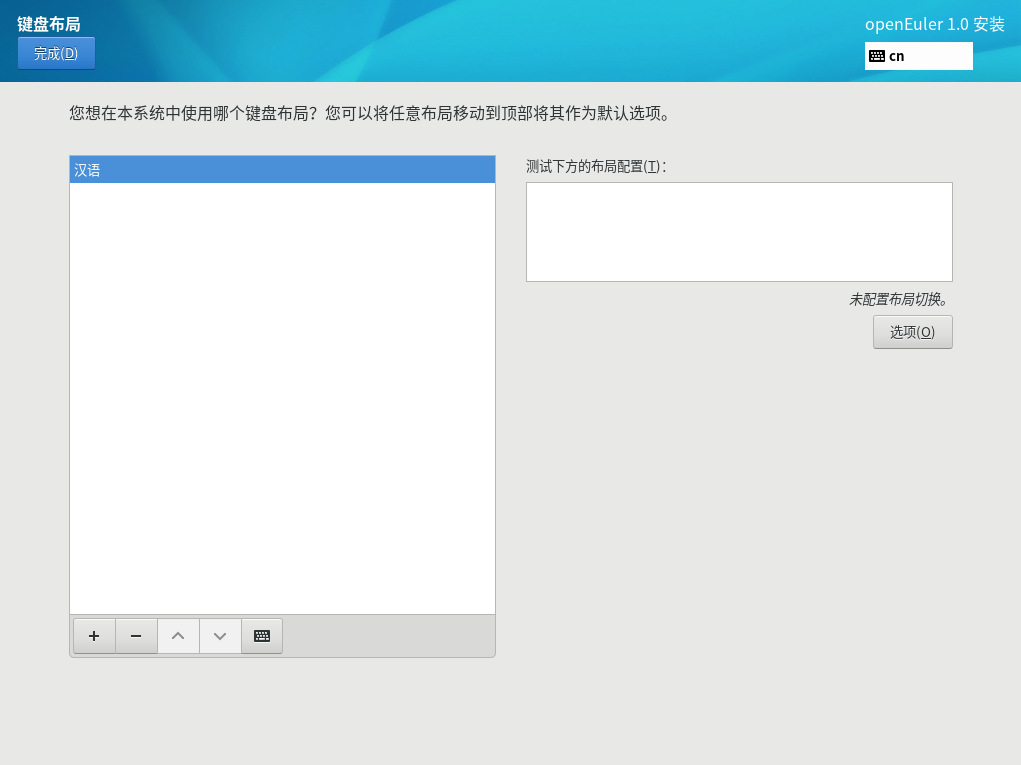 键盘布局
openEuler 1.0 安装
完成(D)
cn
您想在本系统中使用哪个键盘布局？您可以将任意布局移动到顶部将其作为默认选项。
汉语
测试下方的布局配置(T)：
未配置布局切换。
选项(O)